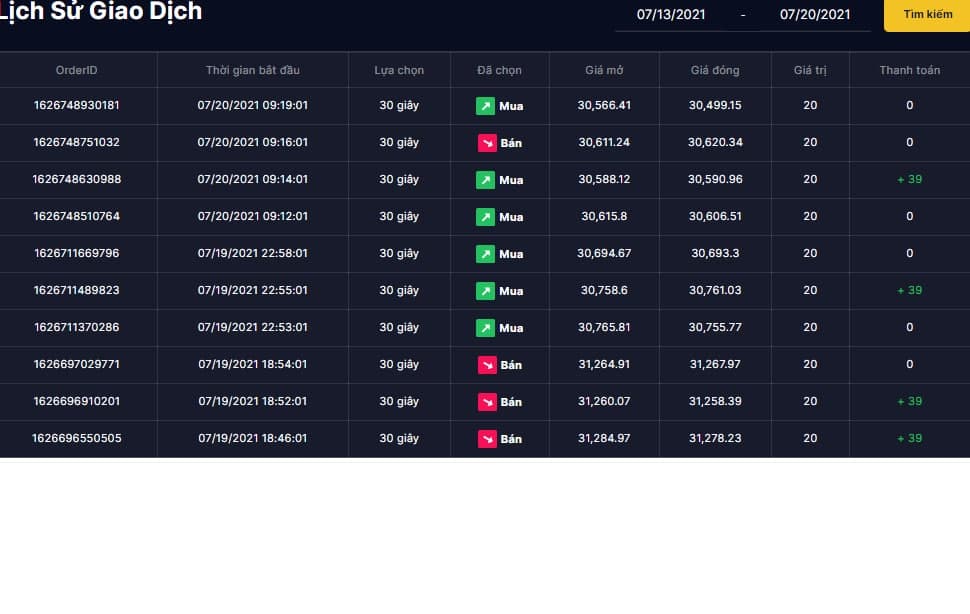 Lịch Sử Giao Dịch
07/13/2021 - 07/20/2021 Tìm kiếm
OrderID Thời gian bắt đầu Lựa chọn Đã chọn Giá mở Giá đóng Giá trị Thanh toán
1626748930181 07/20/2021 09:19:01 30 giây Mua 30,566.41 30,499.15 20 0
1626748751032 07/20/2021 09:16:01 30 giây Bán 30,611.24 30,620.34 20 0
1626748630988 07/20/2021 09:14:01 30 giây Mua 30,588.12 30,590.96 20 + 39
1626748510764 07/20/2021 09:12:01 30 giây Mua 30,615.8 30,606.51 20 0
1626711669796 07/19/2021 22:58:01 30 giây Mua 30,694.67 30,693.3 20 0
1626711489823 07/19/2021 22:55:01 30 giây Mua 30,758.6 30,761.03 20 + 39
1626711370286 07/19/2021 22:53:01 30 giây Mua 30,765.81 30,755.77 20 0
1626697029771 07/19/2021 18:54:01 30 giây Bán 31,264.91 31,267.97 20 0
1626696910201 07/19/2021 18:52:01 30 giây Bán 31,260.07 31,258.39 20 + 39
1626696550505 07/19/2021 18:46:01 30 giây Bán 31,284.97 31,278.23 20 + 39